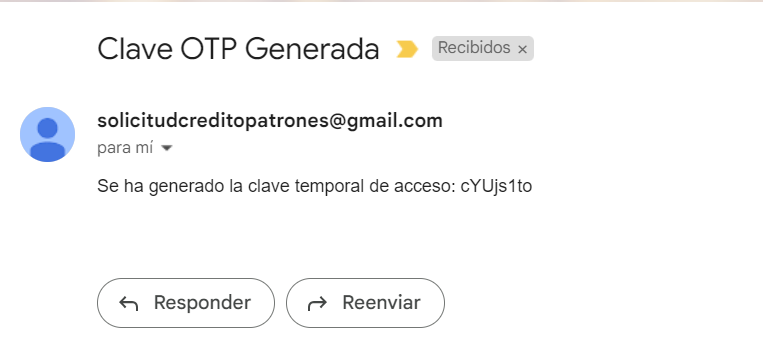 Clave OTP Generada Recibidos ×
solicitudcreditopatrones@gmail.com
para mí
Se ha generado la clave temporal de acceso: cYUjs1to
Responder Reenviar